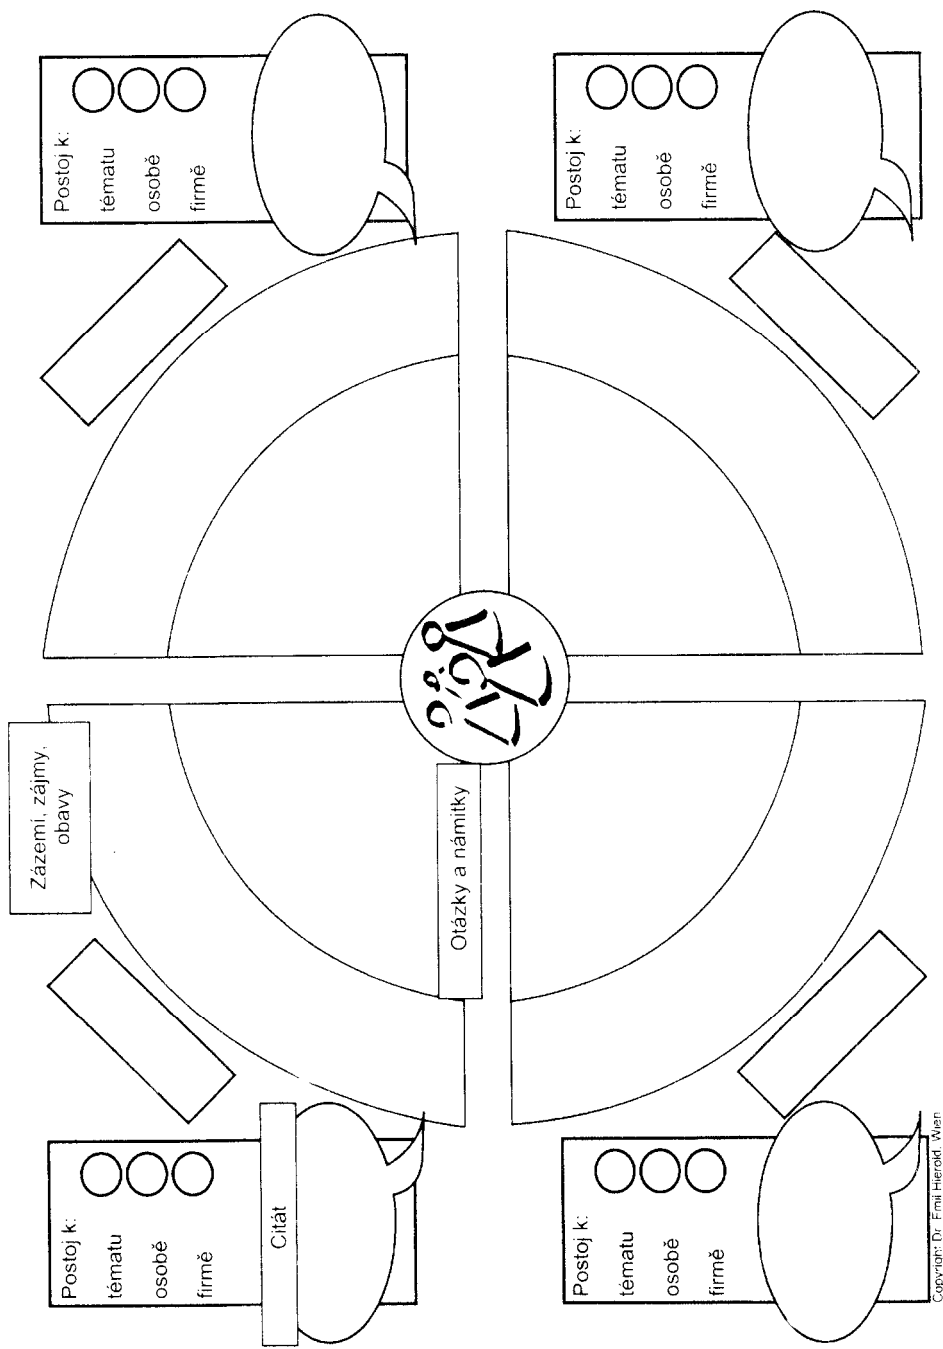 Zázemí, zájmy,
obavy
Postoj k:
tématu
osobě
firmě
Citát
Postoj k:
tématu
osobě
firmě
Otázky a námitky
Postoj k:
tématu
osobě
firmě
Postoj k:
tématu
osobě
firmě
Copyright: Dr. Emil Hierold, Wien